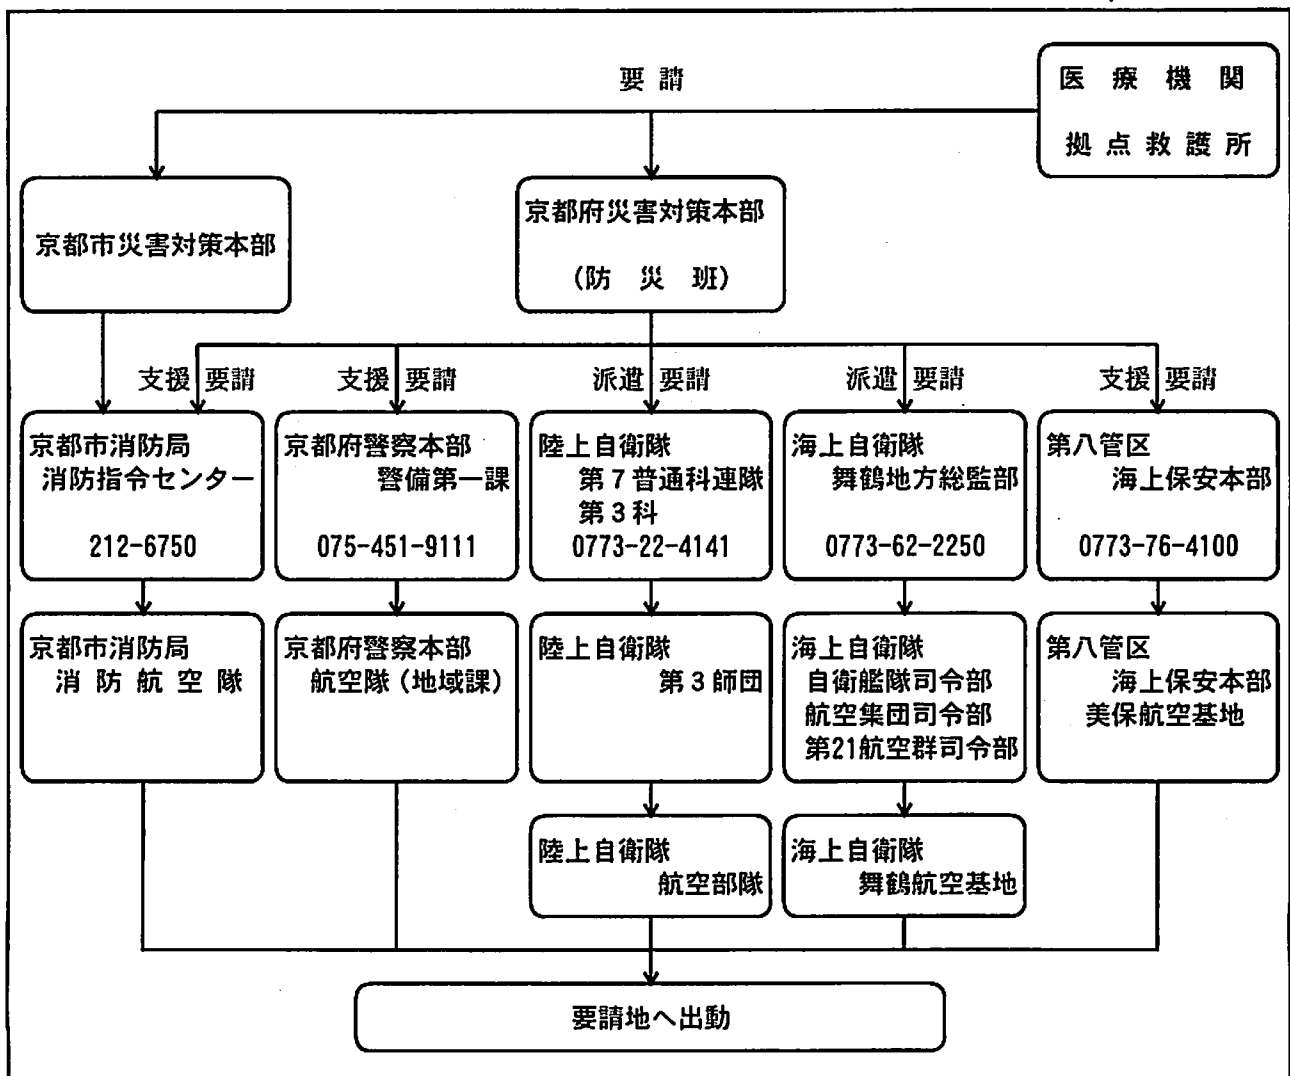 要請
医療機関
拠点救護所
京都市災害対策本部
京都府災害対策本部
(防災班)
支援 要請
支援 要請
派遣 要請
派遣 要請
支援 要請
京都市消防局
消防指令センター
212-6750
京都府警察本部
警備第一課
075-451-9111
陸上自衛隊
第7普通科連隊
第3科
0773-22-4141
海上自衛隊
舞鶴地方総監部
0773-62-2250
第八管区
海上保安本部
0773-76-4100
京都市消防局
消防航空隊
京都府警察本部
航空隊(地域課)
陸上自衛隊
第3師団
海上自衛隊
自衛艦隊司令部
航空集団司令部
第21航空群司令部
第八管区
海上保安本部
美保航空基地
陸上自衛隊
航空部隊
海上自衛隊
舞鶴航空基地
要請地へ出動